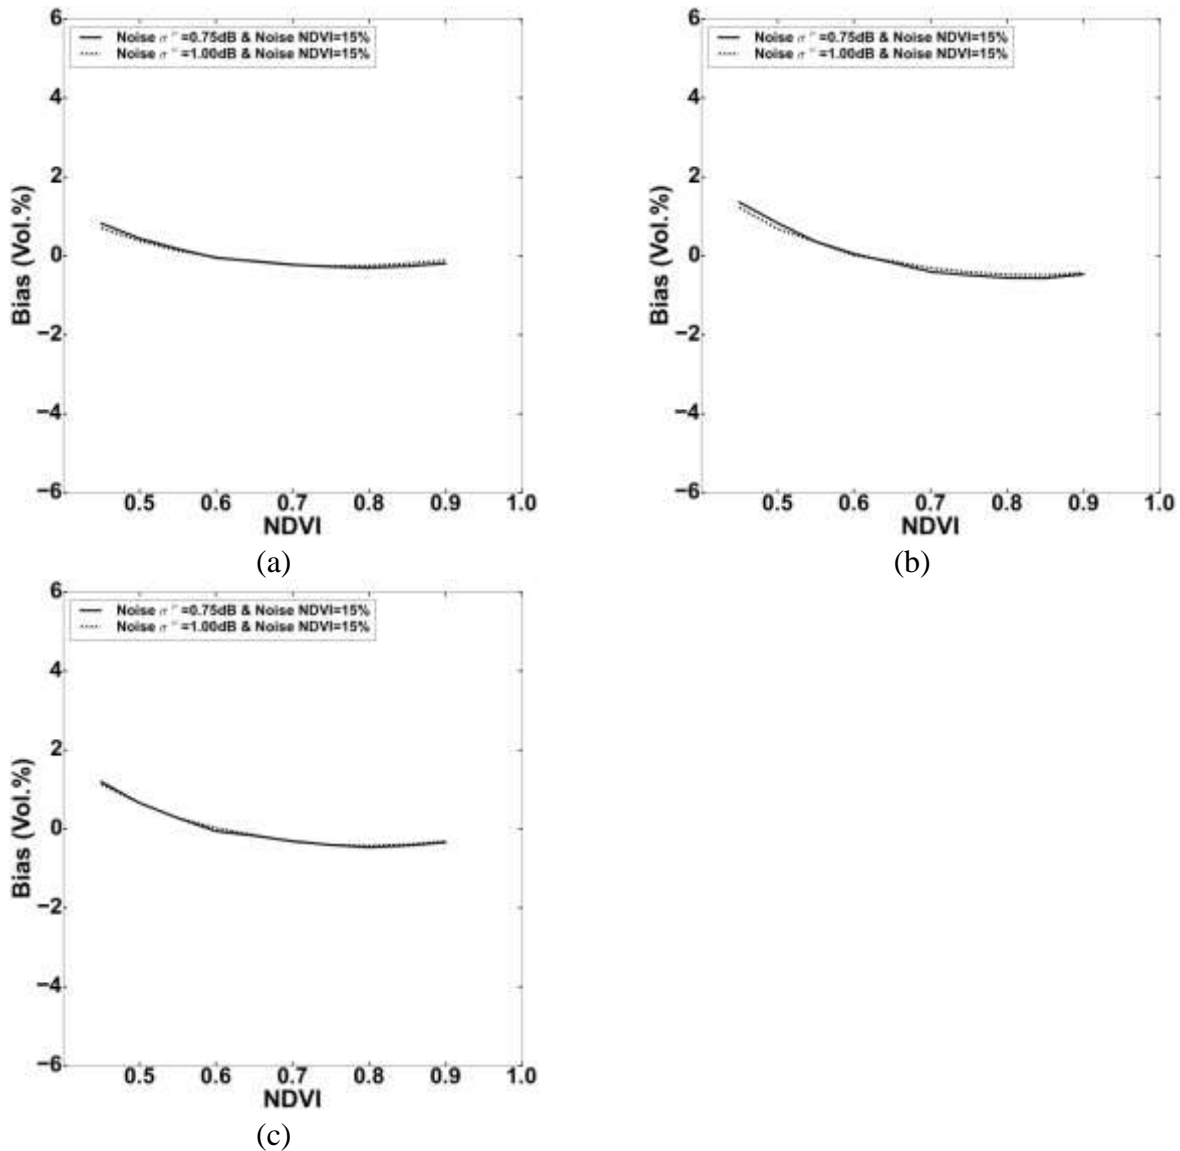 6
4
2
0
−2
−4
−6
Bias (Vol.%)
Noise σ°=0.75dB & Noise NDVI=15%
Noise σ°=1.00dB & Noise NDVI=15%
0.5 0.6 0.7 0.8 0.9 1.0
NDVI
(a)
6
4
2
0
−2
−4
−6
Bias (Vol.%)
Noise σ°=0.75dB & Noise NDVI=15%
Noise σ°=1.00dB & Noise NDVI=15%
0.5 0.6 0.7 0.8 0.9 1.0
NDVI
(b)
6
4
2
0
−2
−4
−6
Bias (Vol.%)
Noise σ°=0.75dB & Noise NDVI=15%
Noise σ°=1.00dB & Noise NDVI=15%
0.5 0.6 0.7 0.8 0.9 1.0
NDVI
(c)